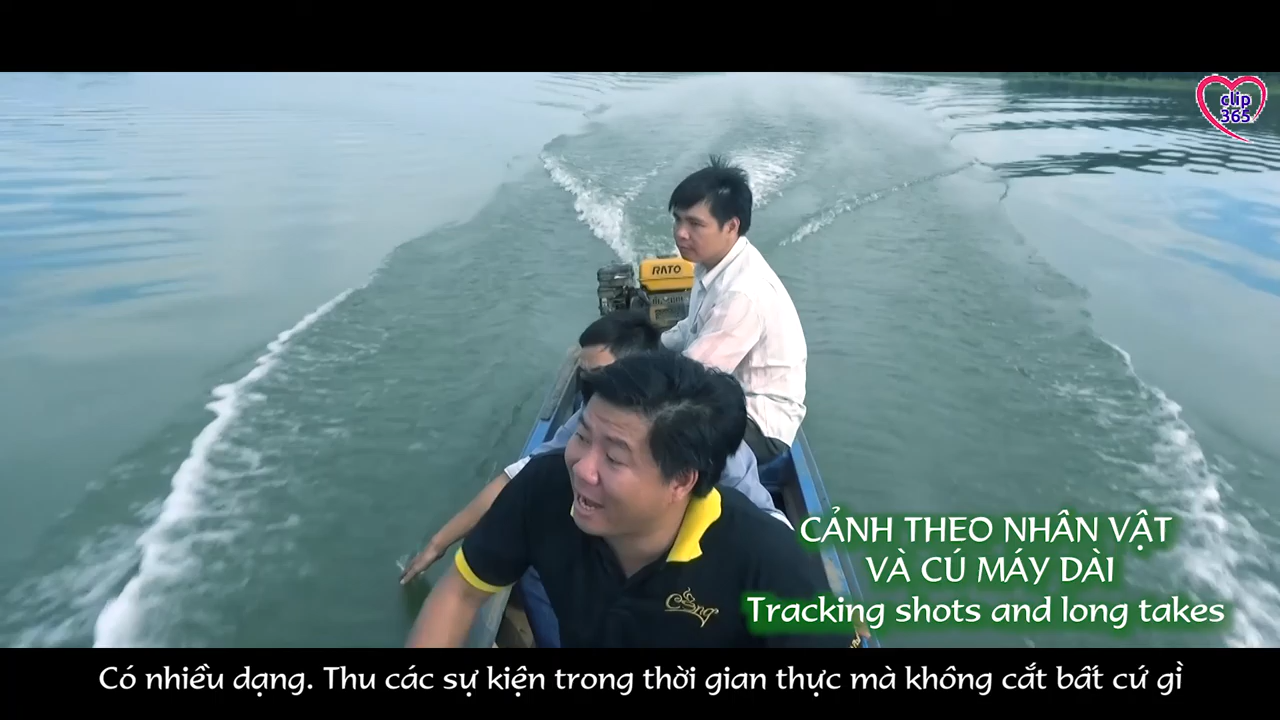 clip
365
RATO
CẢNH THEO NHÂN VẬT
VÀ CÚ MÁY DÀI
Tracking shots and long takes
Có nhiều dạng. Thu các sự kiện trong thời gian thực mà không cắt bất cứ gì